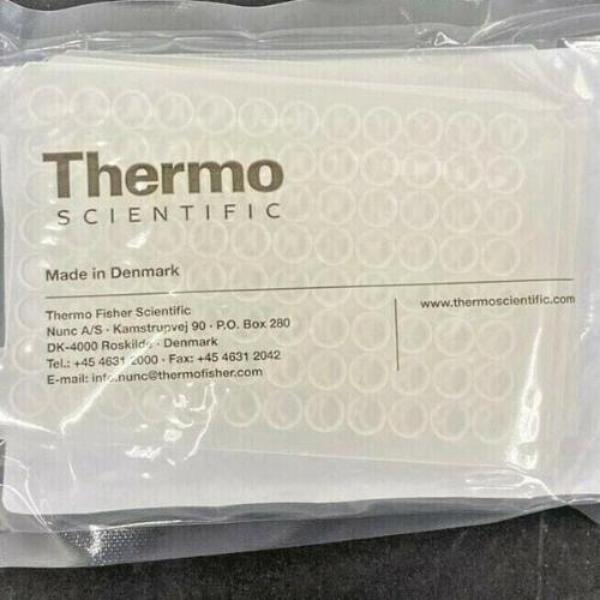 Thermo
SCIENTIFIC
Made in Denmark
Thermo Fisher Scientific
Nunc A/S · Kamstrupvej 90 · P.O. Box 280
DK-4000 Roskilde · Denmark
Tel.: +45 4631 2000 · Fax: +45 4631 2042
E-mail: info.nunc@thermofisher.com
www.thermoscientific.com